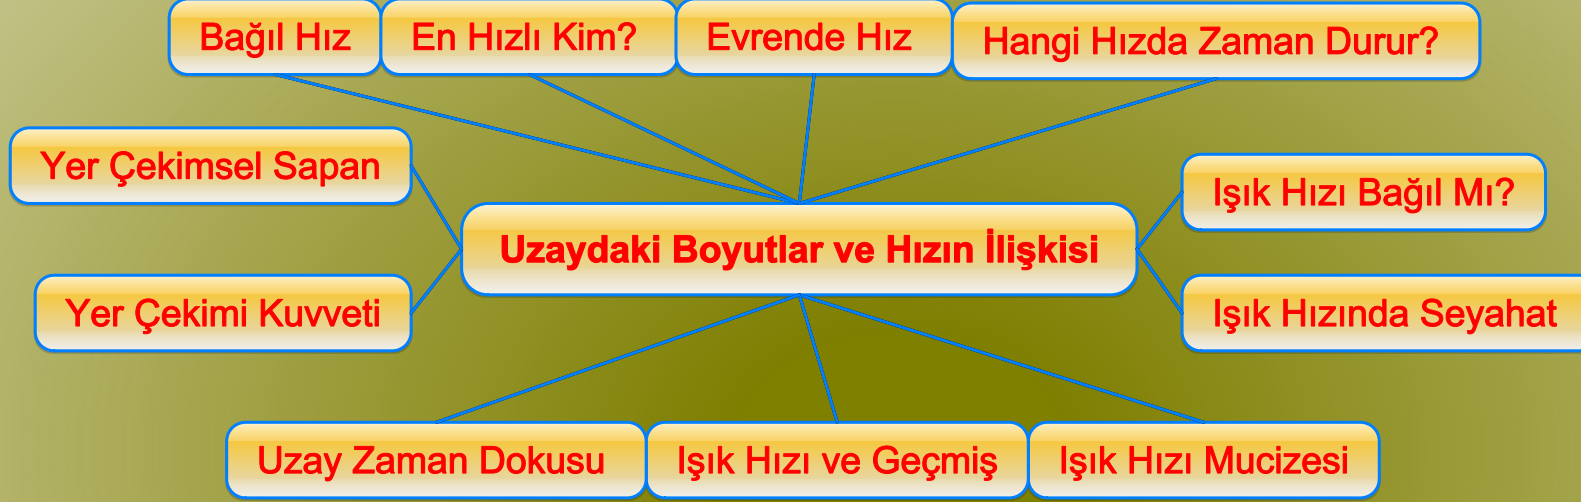 Bağıl Hız
En Hızlı Kim?
Evrende Hız
Hangi Hızda Zaman Durur?
Yer Çekimsel Sapan
Işık Hızı Bağıl Mı?
Uzaydaki Boyutlar ve Hızın İlişkisi
Yer Çekimi Kuvveti
Işık Hızında Seyahat
Uzay Zaman Dokusu
Işık Hızı ve Geçmiş
Işık Hızı Mucizesi